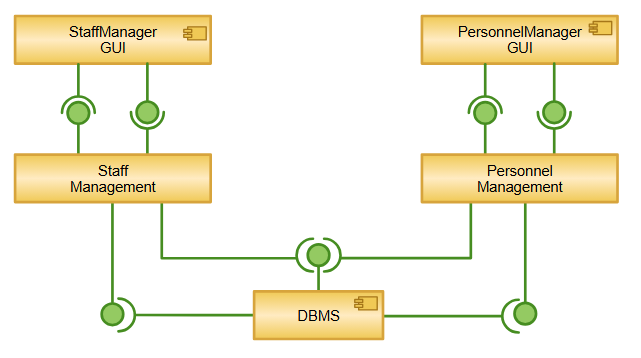 StaffManager
GUI
PersonnelManager
GUI
Staff
Management
Personnel
Management
DBMS